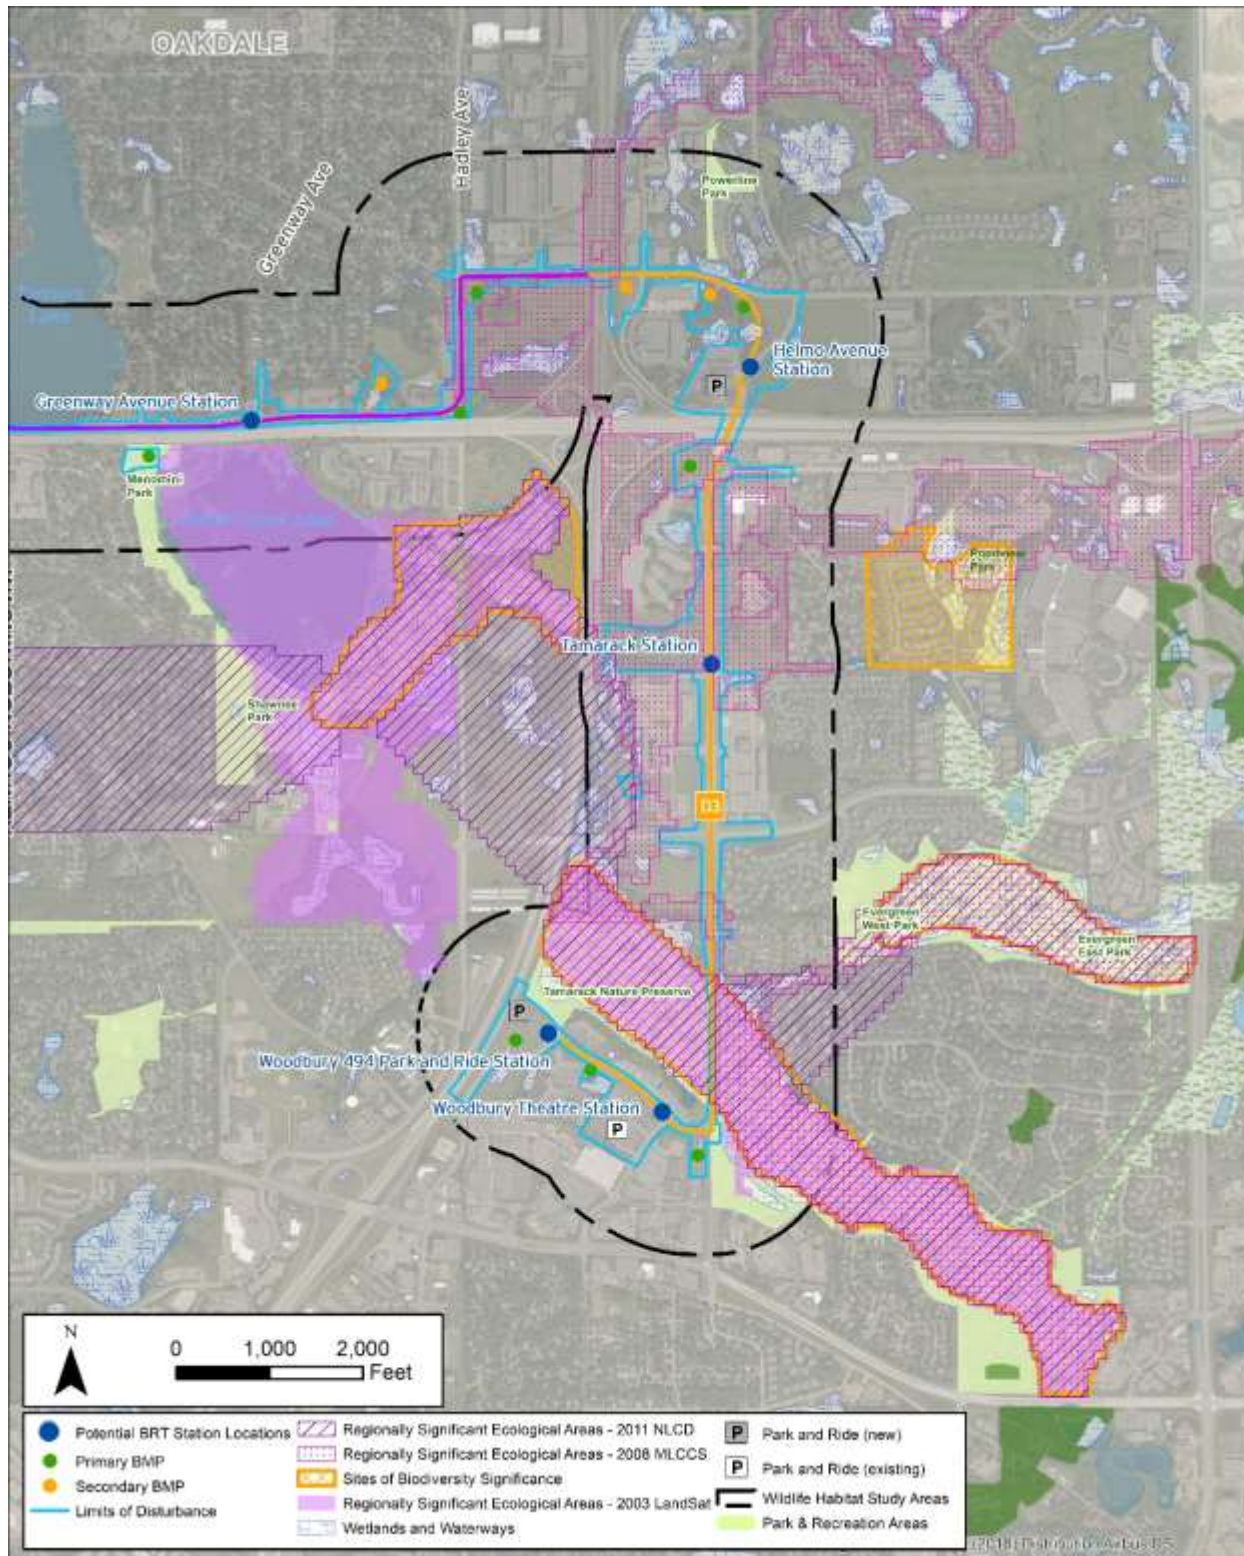 OAKDALE
Hadley Ave
Greenway Ave
Powerline
Park
Helmo Avenue
Station
P
Greenway Avenue Station
Menomini
Park
Tamarack Station
Shawnee
Park
Evergreen
West Park
Evergreen
East Park
Tamarack Nature Preserve
P
Woodbury 494 Park and Ride Station
Woodbury Theatre Station
P
N
0 1,000 2,000
Feet
Potential BRT Station Locations
Primary BMP
Secondary BMP
Limits of Disturbance
Regionally Significant Ecological Areas - 2011 NLCD
Regionally Significant Ecological Areas - 2008 MLCCS
Sites of Biodiversity Significance
Regionally Significant Ecological Areas - 2003 LandSat
Wetlands and Waterways
P Park and Ride (new)
P Park and Ride (existing)
Wildlife Habitat Study Areas
Park & Recreation Areas